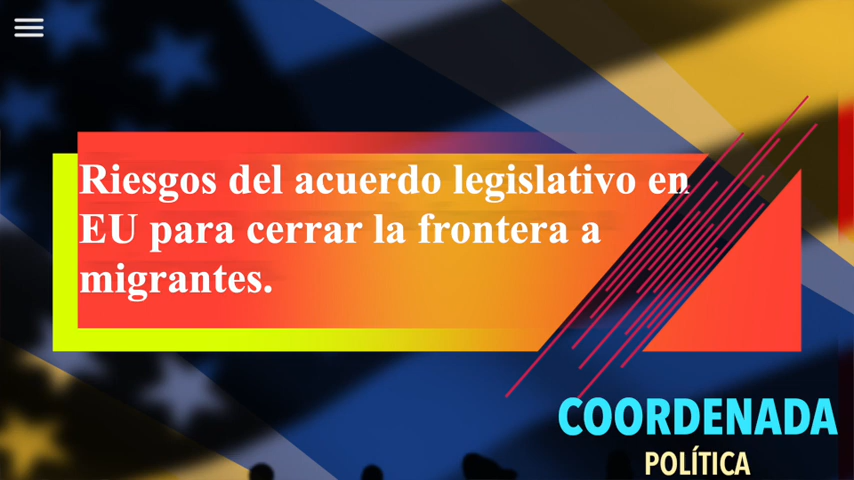 Riesgos del acuerdo legislativo en
EU para cerrar la frontera a
migrantes.
COORDENADA
POLÍTICA